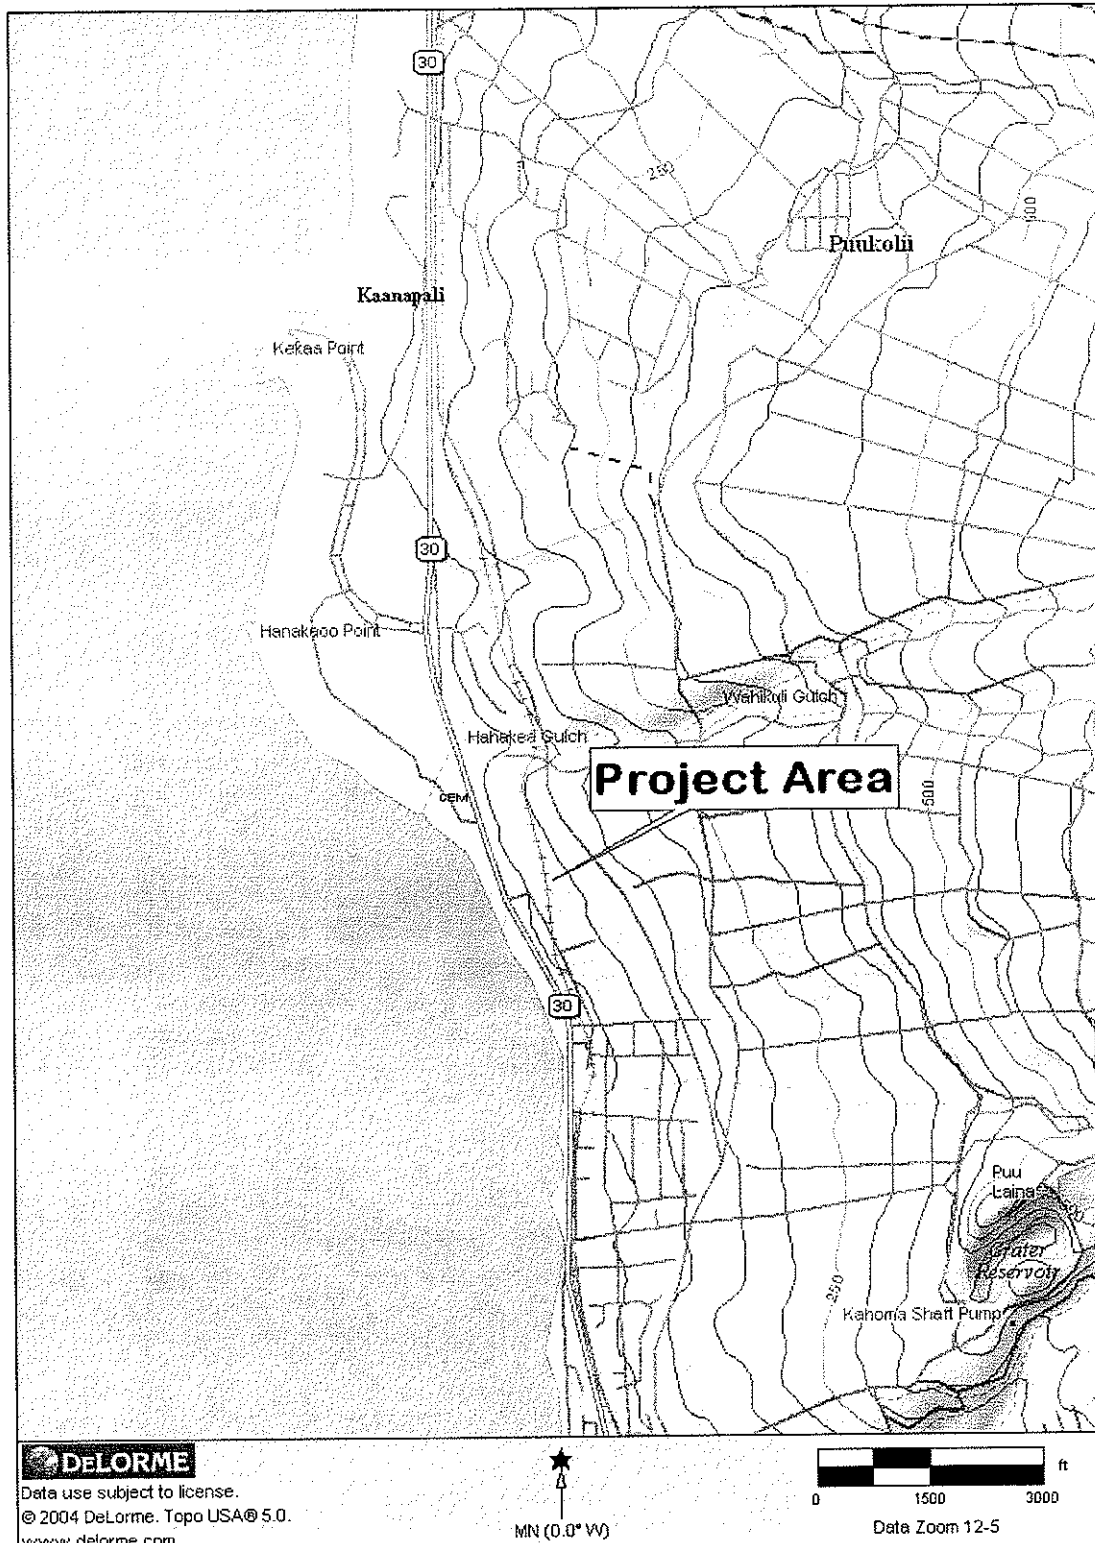 30
250
500
Puukolii
Kaanapali
Kekaa Point
30
Hanakaoo Point
Wahikuli Gulch
Hahakea Gulch
Project Area
CEM
500
30
Puu
Laina
Crater
Reservoir
250
Kahoma Shaft Pump
DELORME
Data use subject to license.
© 2004 DeLorme. Topo USA® 5.0.
www.delorme.com
MN (0.0° W)
ft
0 1500 3000
Data Zoom 12-5